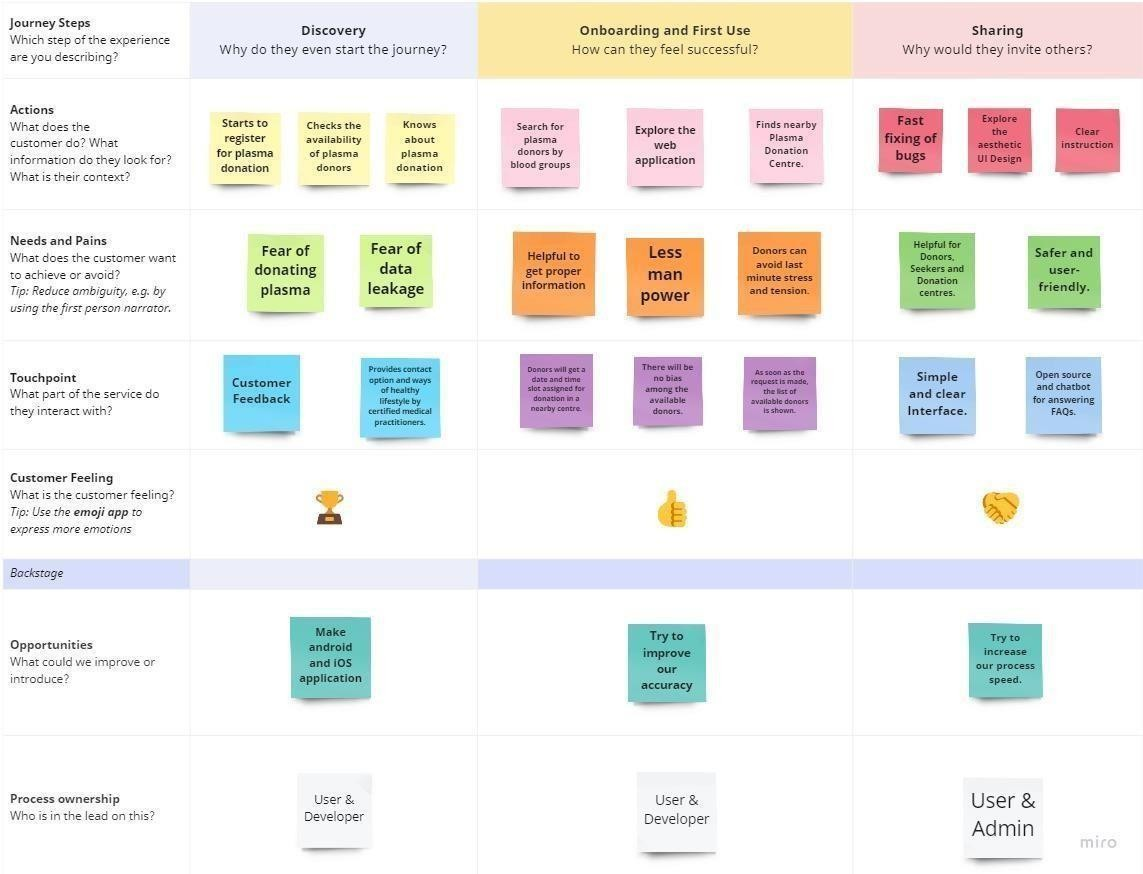 Journey Steps
Which step of the experience
are you describing?
Discovery
Why do they even start the journey?
Onboarding and First Use
How can they feel successful?
Sharing
Why would they invite others?
Actions
What does the
customer do? What
information do they look for?
What is their context?
Starts to
register
for plasma
donation
Checks the
availability
of plasma
donors
Knows
about
plasma
donation
Search for
plasma
donors by
blood groups
Explore the
web
application
Finds nearby
Plasma
Donation
Centre.
Fast
fixing of
bugs
Explore
the
aesthetic
UI Design
Clear
instruction
Needs and Pains
What does the customer want
to achieve or avoid?
Tip: Reduce ambiguity, e.g. by
using the first person narrator.
Fear of
donating
plasma
Fear of
data
leakage
Helpful to
get proper
information
Less
man
power
Donors can
avoid last
minute stress
and tension.
Helpful for
Donors,
Seekers and
Donation
centres.
Safer and
user-
friendly.
Touchpoint
What part of the service do
they interact with?
Customer
Feedback
Provides contact
option and ways
of healthy
lifestyle by
certified medical
practitioners.
Donors will get a
date and time
slot assigned for
donation in a
nearby centre.
There will be
no bias
among the
available
donors.
As soon as the
request is made,
the list of
available donors
is shown.
Simple
and clear
Interface.
Open source
and chatbot
for answering
FAQs.
Customer Feeling
What is the customer feeling?
Tip: Use the emoji app to
express more emotions
Backstage
Opportunities
What could we improve or
introduce?
Make
android
and iOS
application
Try to
improve
our
accuracy
Try to
increase
our process
speed.
Process ownership
Who is in the lead on this?
User &
Developer
User &
Developer
User &
Admin
miro